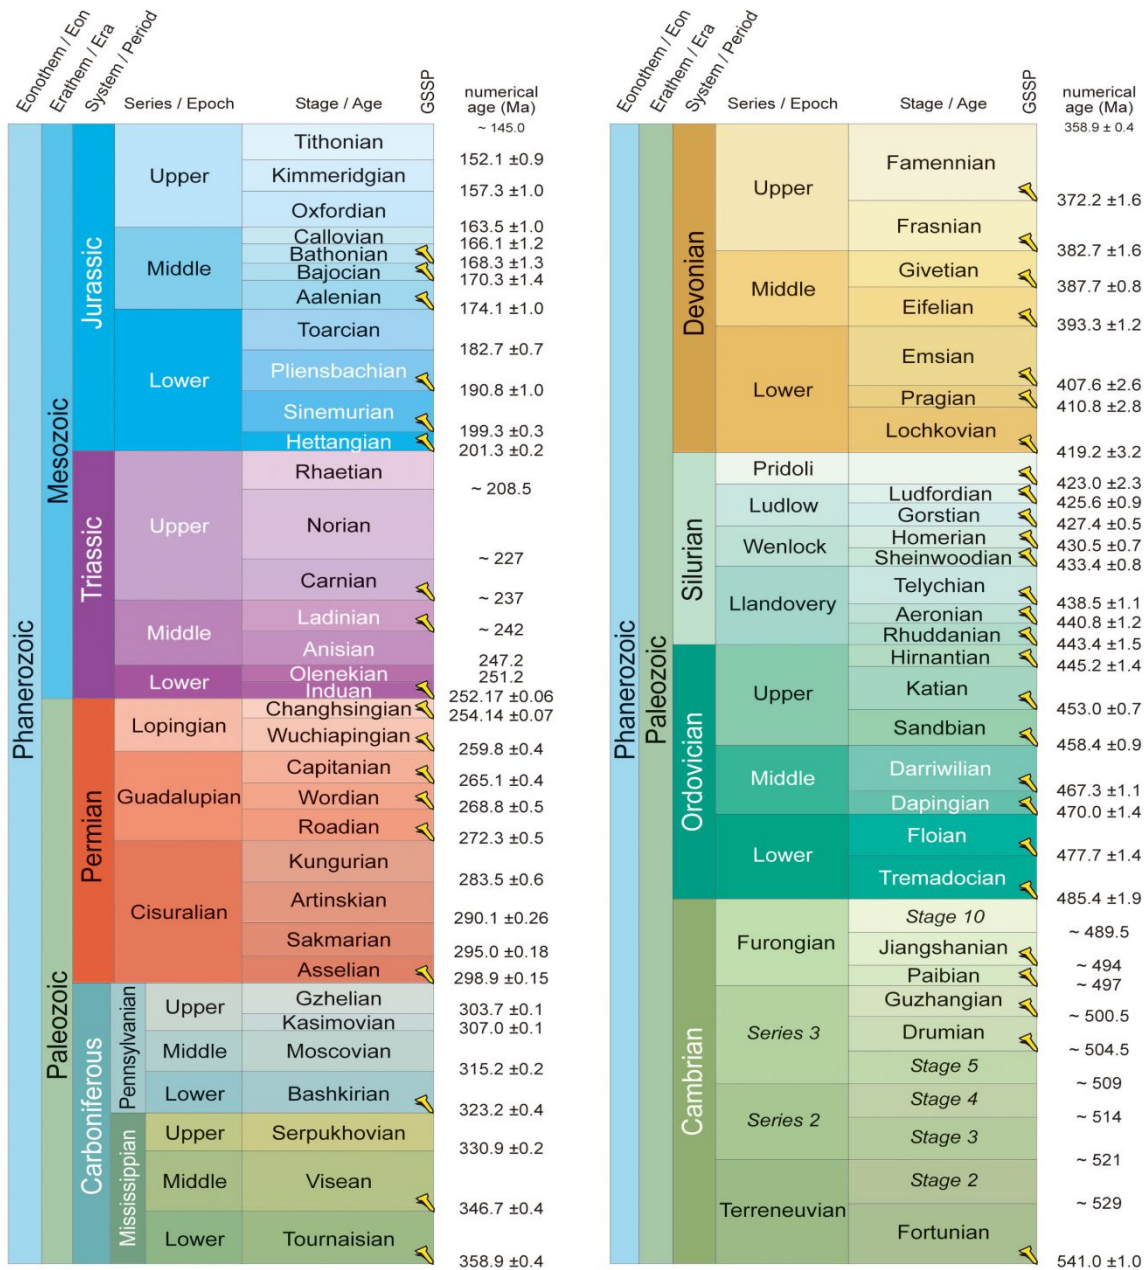 Eonothem / Eon
Erathem / Era
System / Period
Series / Epoch
Stage / Age
GSSP
numerical
age (Ma)
~ 145.0
Phanerozoic
Mesozoic
Jurassic
Upper
Tithonian
152.1 ±0.9
Kimmeridgian
157.3 ±1.0
Oxfordian
163.5 ±1.0
Middle
Callovian
166.1 ±1.2
Bathonian
168.3 ±1.3
Bajocian
170.3 ±1.4
Aalenian
174.1 ±1.0
Lower
Toarcian
182.7 ±0.7
Pliensbachian
190.8 ±1.0
Sinemurian
199.3 ±0.3
Hettangian
201.3 ±0.2
Triassic
Upper
Rhaetian
~ 208.5
Norian
~ 227
Carnian
~ 237
Middle
Ladinian
~ 242
Anisian
247.2
Lower
Olenekian
251.2
Induan
252.17 ±0.06
Paleozoic
Permian
Lopingian
Changhsingian
254.14 ±0.07
Wuchiapingian
259.8 ±0.4
Guadalupian
Capitanian
265.1 ±0.4
Wordian
268.8 ±0.5
Roadian
272.3 ±0.5
Cisuralian
Kungurian
283.5 ±0.6
Artinskian
290.1 ±0.26
Sakmarian
295.0 ±0.18
Asselian
298.9 ±0.15
Carboniferous
Pennsylvanian
Upper
Gzhelian
303.7 ±0.1
Kasimovian
307.0 ±0.1
Middle
Moscovian
315.2 ±0.2
Lower
Bashkirian
323.2 ±0.4
Mississippian
Upper
Serpukhovian
330.9 ±0.2
Middle
Visean
346.7 ±0.4
Lower
Tournaisian
358.9 ±0.4
Eonothem / Eon
Erathem / Era
System / Period
Series / Epoch
Stage / Age
GSSP
numerical
age (Ma)
358.9 ± 0.4
Phanerozoic
Paleozoic
Devonian
Upper
Famennian
372.2 ±1.6
Frasnian
382.7 ±1.6
Middle
Givetian
387.7 ±0.8
Eifelian
393.3 ±1.2
Lower
Emsian
407.6 ±2.6
Pragian
410.8 ±2.8
Lochkovian
419.2 ±3.2
Silurian
Pridoli
423.0 ±2.3
Ludlow
Ludfordian
425.6 ±0.9
Gorstian
427.4 ±0.5
Wenlock
Homerian
430.5 ±0.7
Sheinwoodian
433.4 ±0.8
Llandovery
Telychian
438.5 ±1.1
Aeronian
440.8 ±1.2
Rhuddanian
443.4 ±1.5
Ordovician
Upper
Hirnantian
445.2 ±1.4
Katian
453.0 ±0.7
Sandbian
458.4 ±0.9
Middle
Darriwilian
467.3 ±1.1
Dapingian
470.0 ±1.4
Lower
Floian
477.7 ±1.4
Tremadocian
485.4 ±1.9
Cambrian
Furongian
Stage 10
~ 489.5
Jiangshanian
~ 494
Paibian
~ 497
Series 3
Guzhangian
~ 500.5
Drumian
~ 504.5
Stage 5
~ 509
Series 2
Stage 4
~ 514
Stage 3
~ 521
Terreneuvian
Stage 2
~ 529
Fortunian
541.0 ±1.0